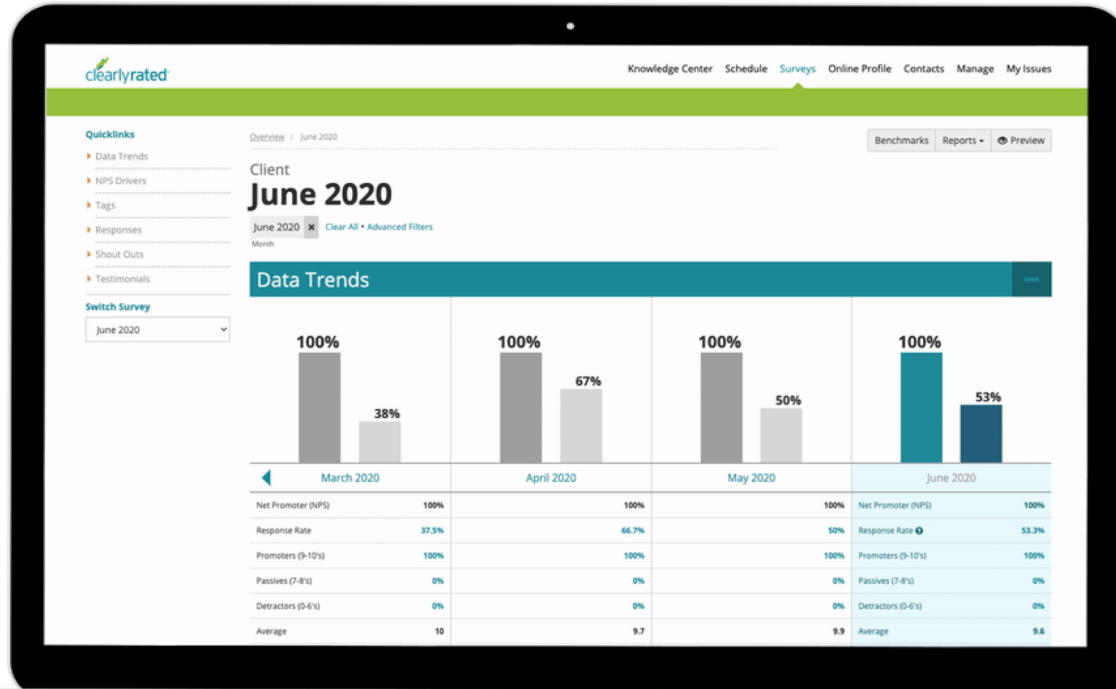 clearlyrated
Knowledge Center Schedule Surveys Online Profile Contacts Manage My Issues
Quicklinks
Data Trends
NPS Drivers
Tags
Responses
Shout Outs
Testimonials
Switch Survey
June 2020
Overview / June 2020
Benchmarks Reports Preview
Client
June 2020
June 2020 × Clear All • Advanced Filters
Month
Data Trends
100% 38% 100% 67% 100% 50% 100% 53%
March 2020 April 2020 May 2020 June 2020
Net Promoter (NPS) 100% 100% 100% Net Promoter (NPS) 100%
Response Rate 37.5% 66.7% 50% Response Rate ? 53.3%
Promoters (9-10's) 100% 100% 100% Promoters (9-10's) 100%
Passives (7-8's) 0% 0% 0% Passives (7-8's) 0%
Detractors (0-6's) 0% 0% 0% Detractors (0-6's) 0%
Average 10 9.7 9.9 Average 9.6